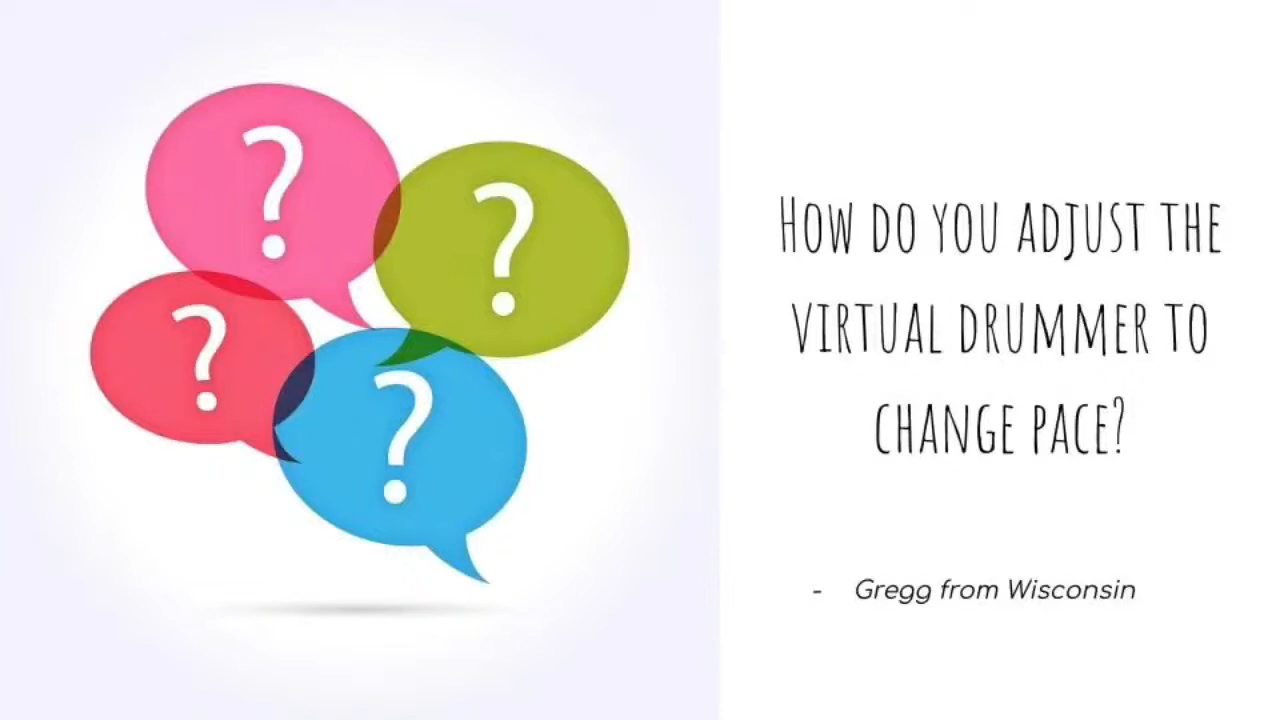 ?
?
?
?
How do you adjust the
virtual drummer to
change pace?
- Gregg from Wisconsin